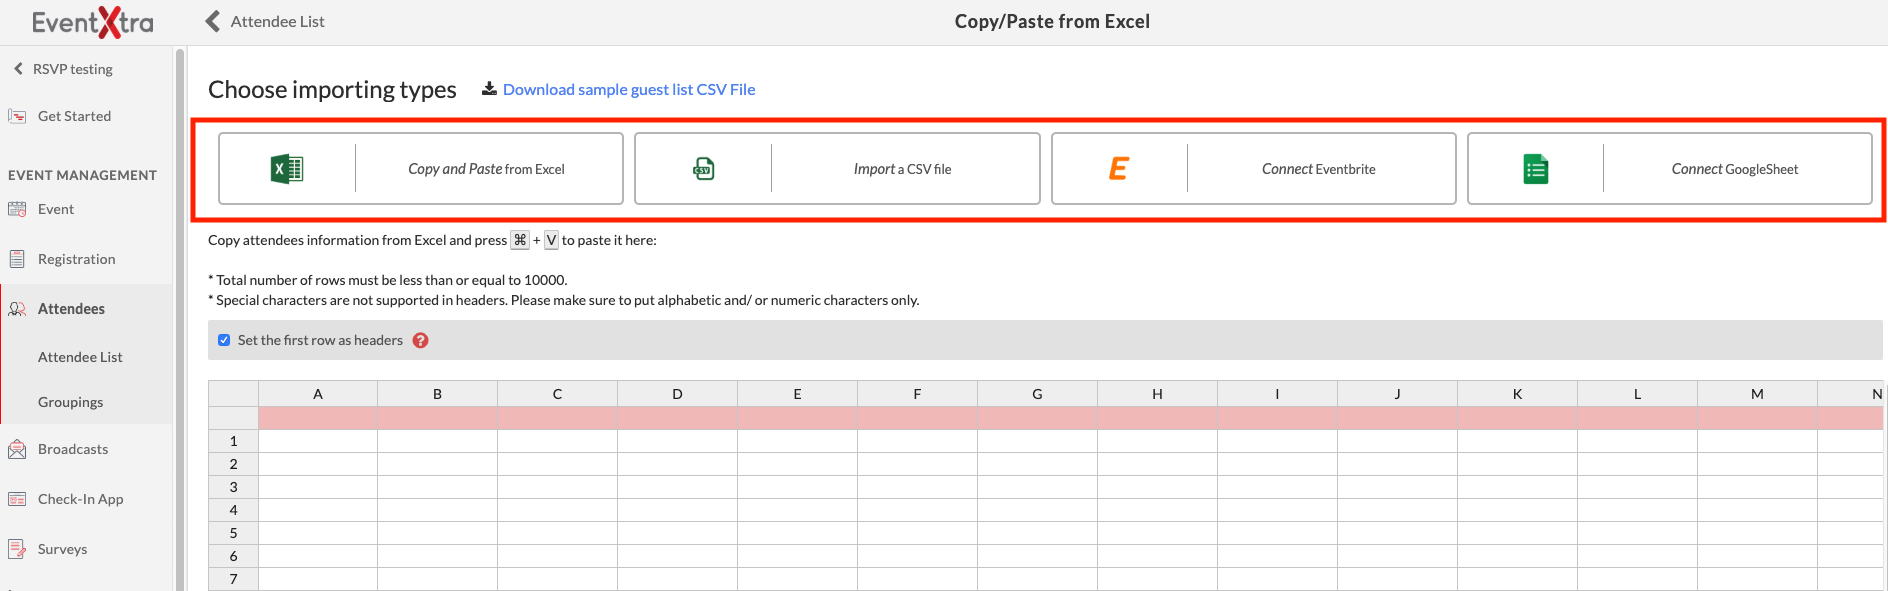 EventXtra
Attendee List
Copy/Paste from Excel
RSVP testing
Get Started
EVENT MANAGEMENT
Event
Registration
Attendees
Attendee List
Groupings
Broadcasts
Check-In App
Surveys
Choose importing types
Download sample guest list CSV File
X
Copy and Paste from Excel
CSV
Import a CSV file
E
Connect Eventbrite
Connect GoogleSheet
Copy attendees information from Excel and press ⌘ + V to paste it here:
* Total number of rows must be less than or equal to 10000.
* Special characters are not supported in headers. Please make sure to put alphabetic and/ or numeric characters only.
Set the first row as headers ?
A B C D E F G H I J K L M N
1
2
3
4
5
6
7